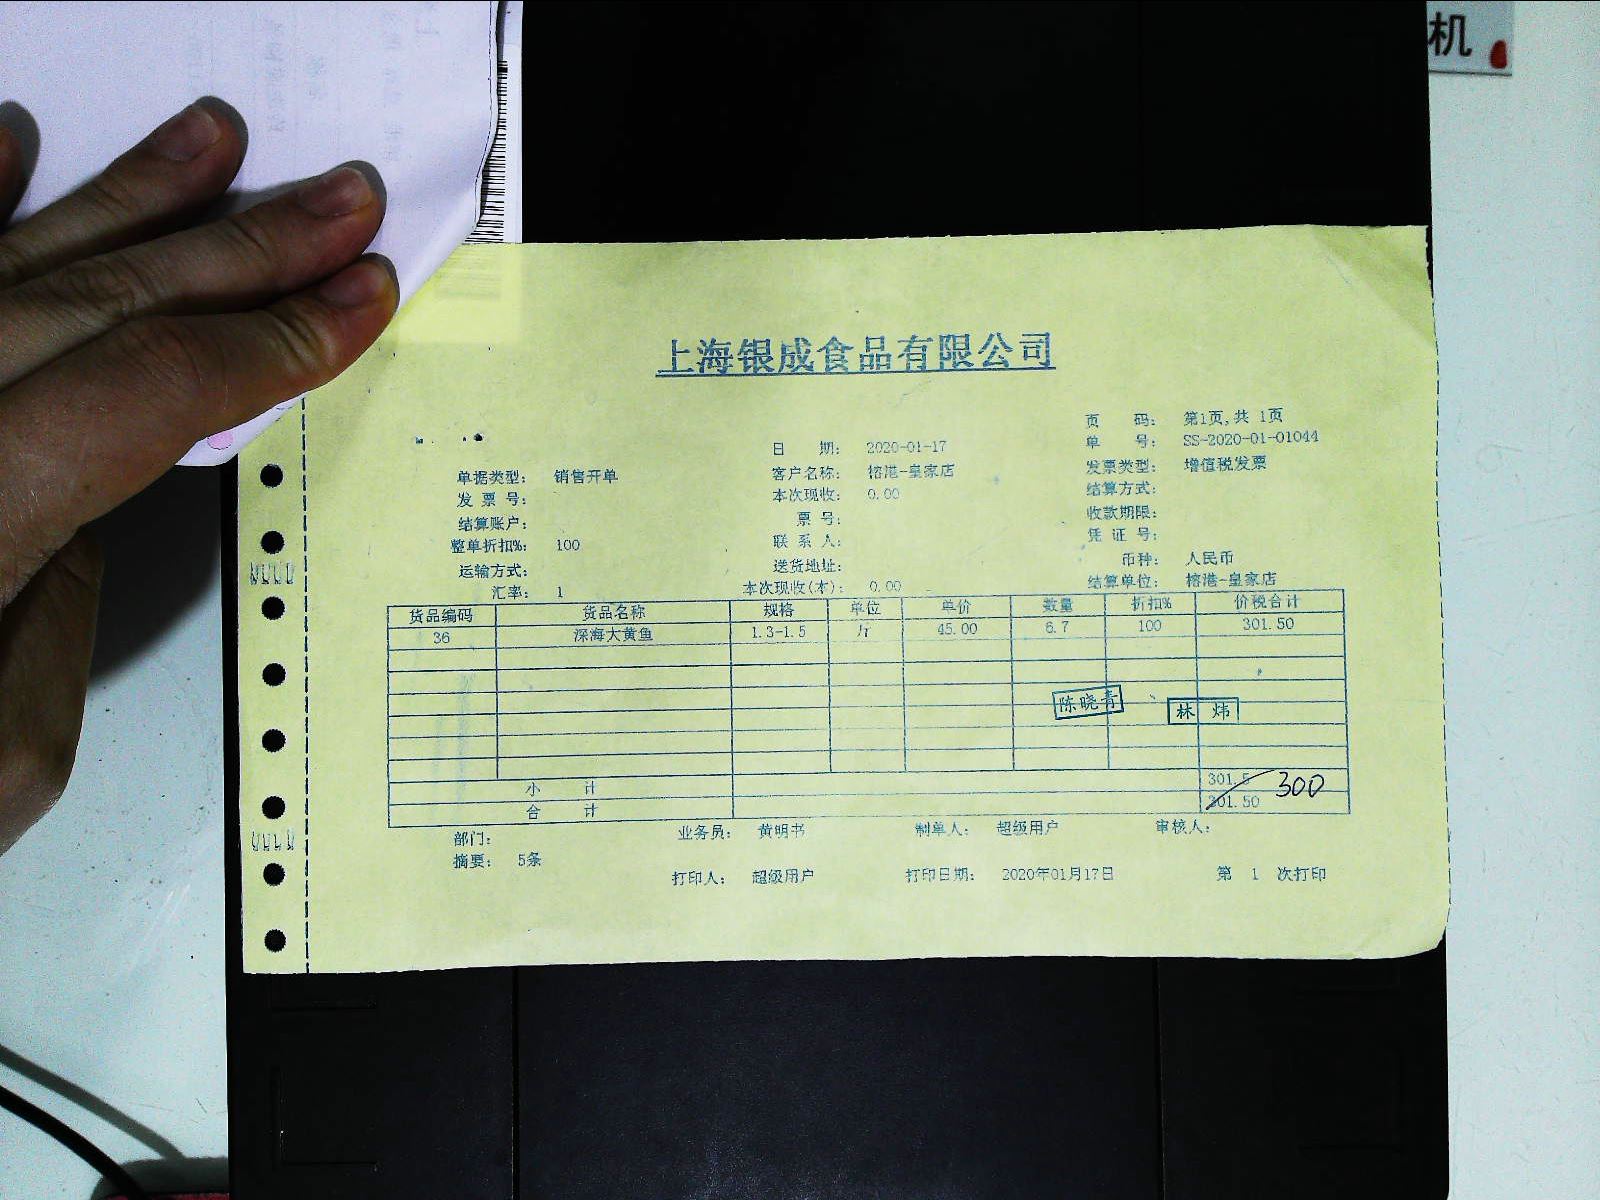 机
上海银成食品有限公司
页 码: 第1页,共 1页
日 期: 2020-01-17 单 号: SS-2020-01-01044
单据类型: 销售开单 客户名称: 榕港-皇家店 发票类型: 增值税发票
发 票 号: 本次现收: 0.00 结算方式:
结算账户: 票 号: 收款期限:
整单折扣%: 100 联 系 人: 凭 证 号:
运输方式: 送货地址: 币种: 人民币
汇率: 1 本次现收(本): 0.00 结算单位: 榕港-皇家店
货品编码 货品名称 规格 单位 单价 数量 折扣% 价税合计
36 深海大黄鱼 1.3-1.5 斤 45.00 6.7 100 301.50
陈晓青 林 炜
小 计 301.5 300
合 计 301.50
部门: 业务员: 黄明书 制单人: 超级用户 审核人:
摘要: 5条
打印人: 超级用户 打印日期: 2020年01月17日 第 1 次打印